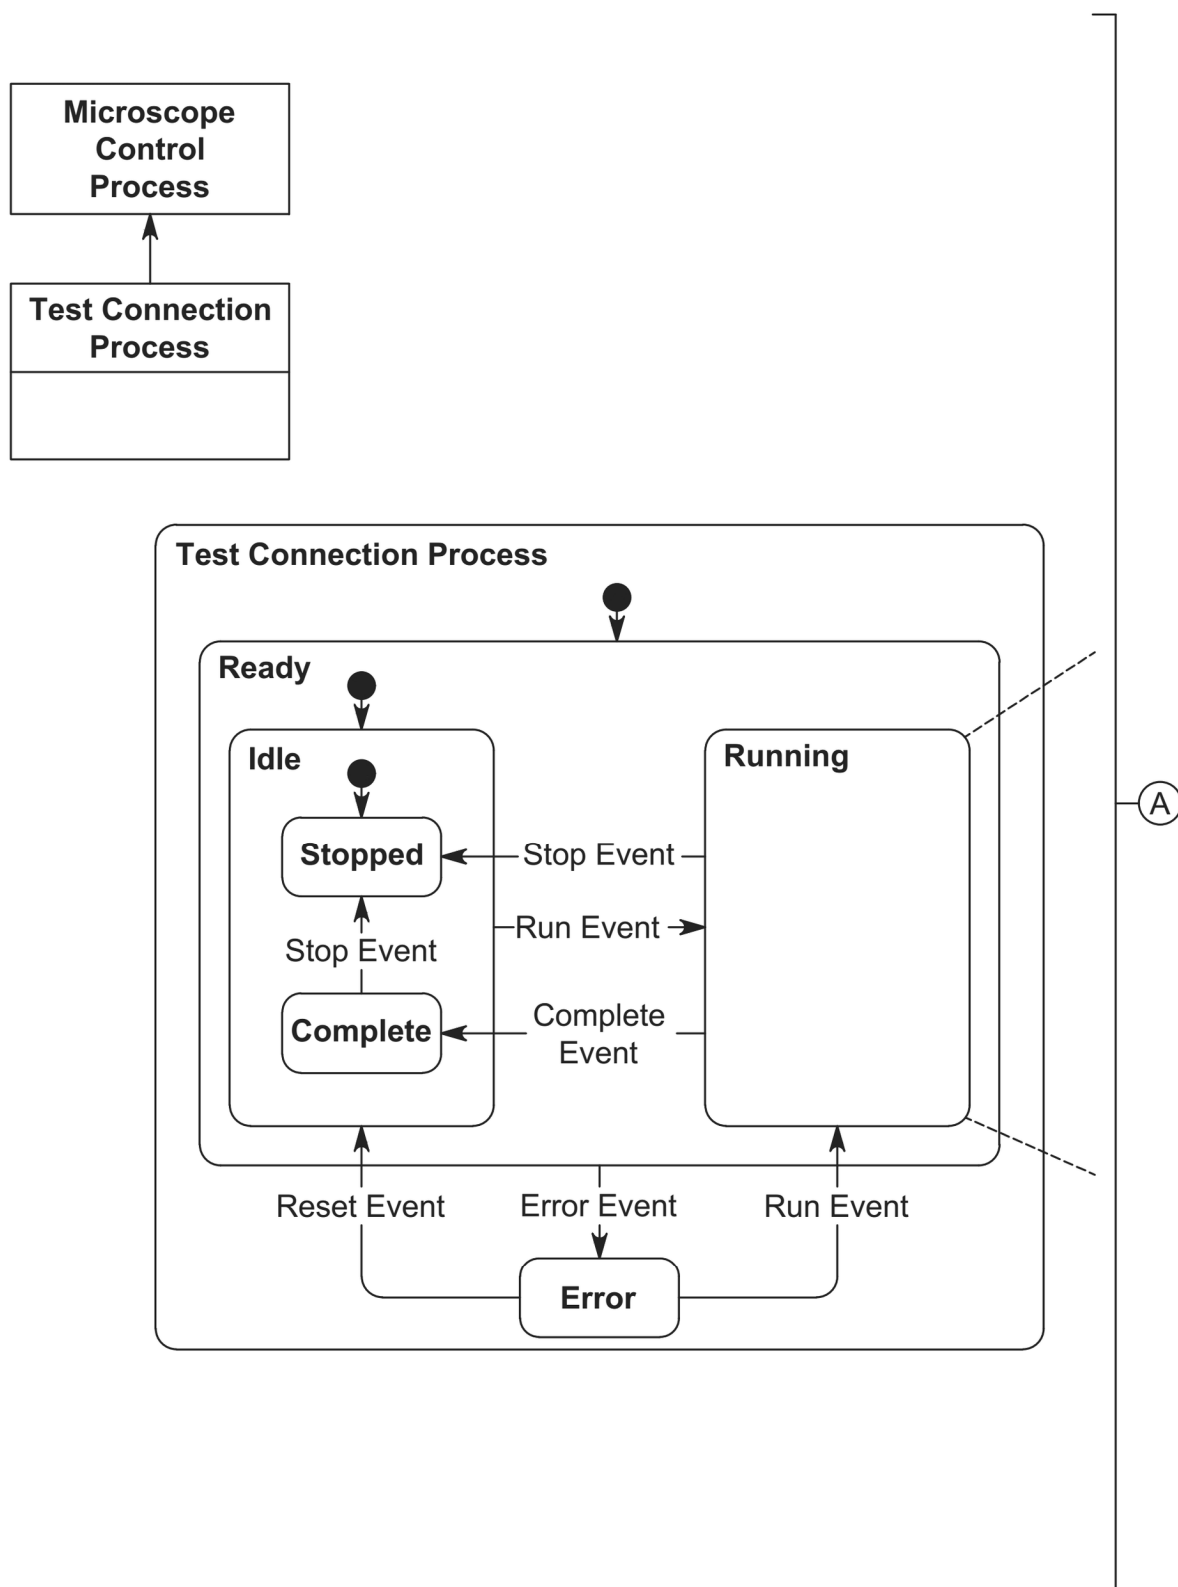 Microscope
Control
Process
Test Connection
Process
Test Connection Process
Ready
Idle
Running
Stopped
Stop Event
Run Event
Stop Event
Complete
Complete
Event
Reset Event
Error Event
Run Event
Error
A